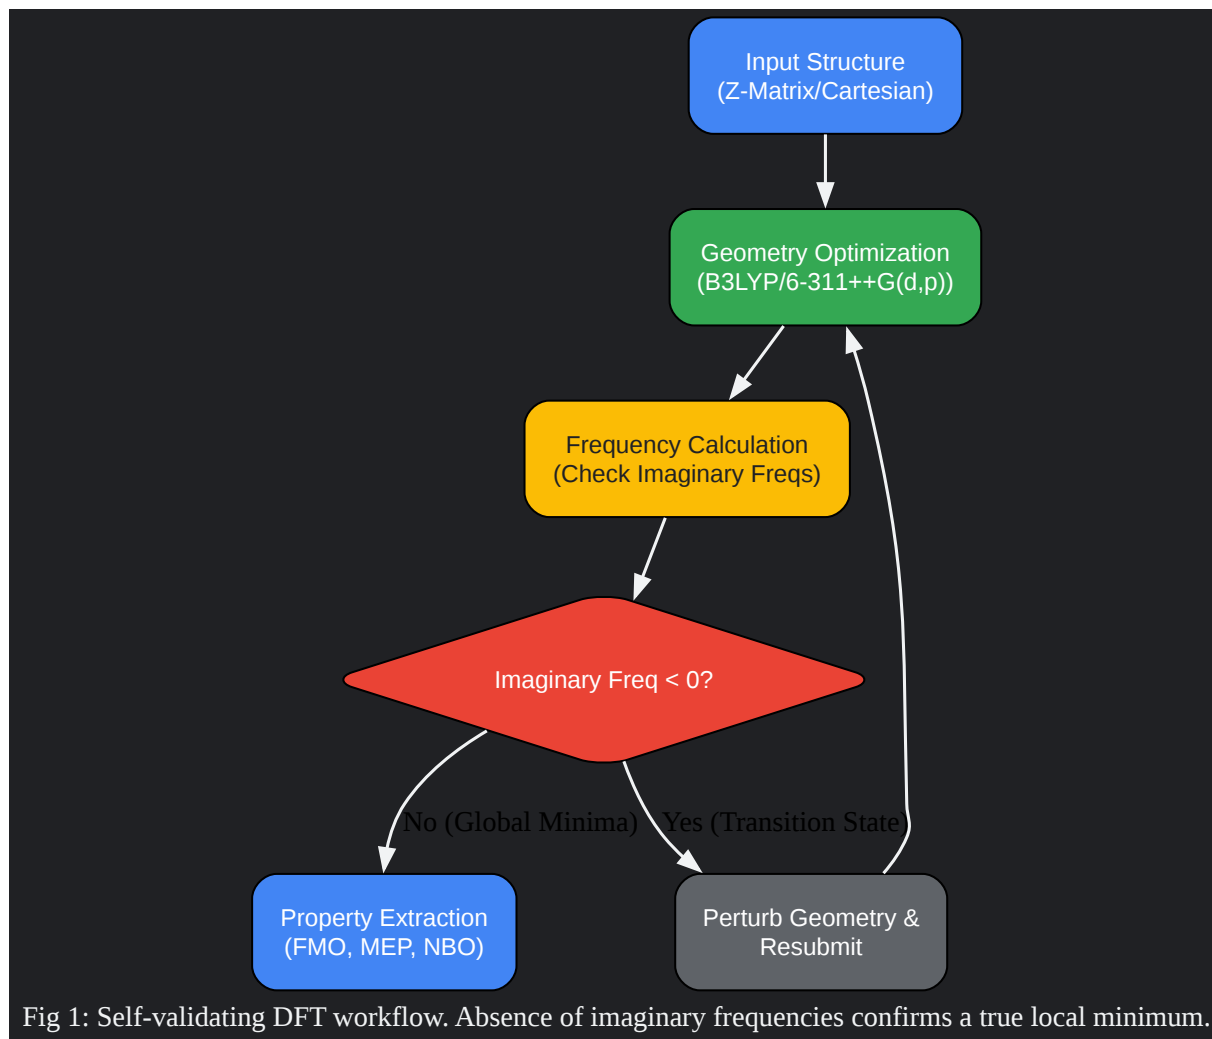 Input Structure
(Z-Matrix/Cartesian)
Geometry Optimization
(B3LYP/6-311++G(d,p))
Frequency Calculation
(Check Imaginary Freqs)
Imaginary Freq < 0?
No (Global Minima)
Yes (Transition State)
Property Extraction
(FMO, MEP, NBO)
Perturb Geometry &
Resubmit
Fig 1: Self-validating DFT workflow. Absence of imaginary frequencies confirms a true local minimum.